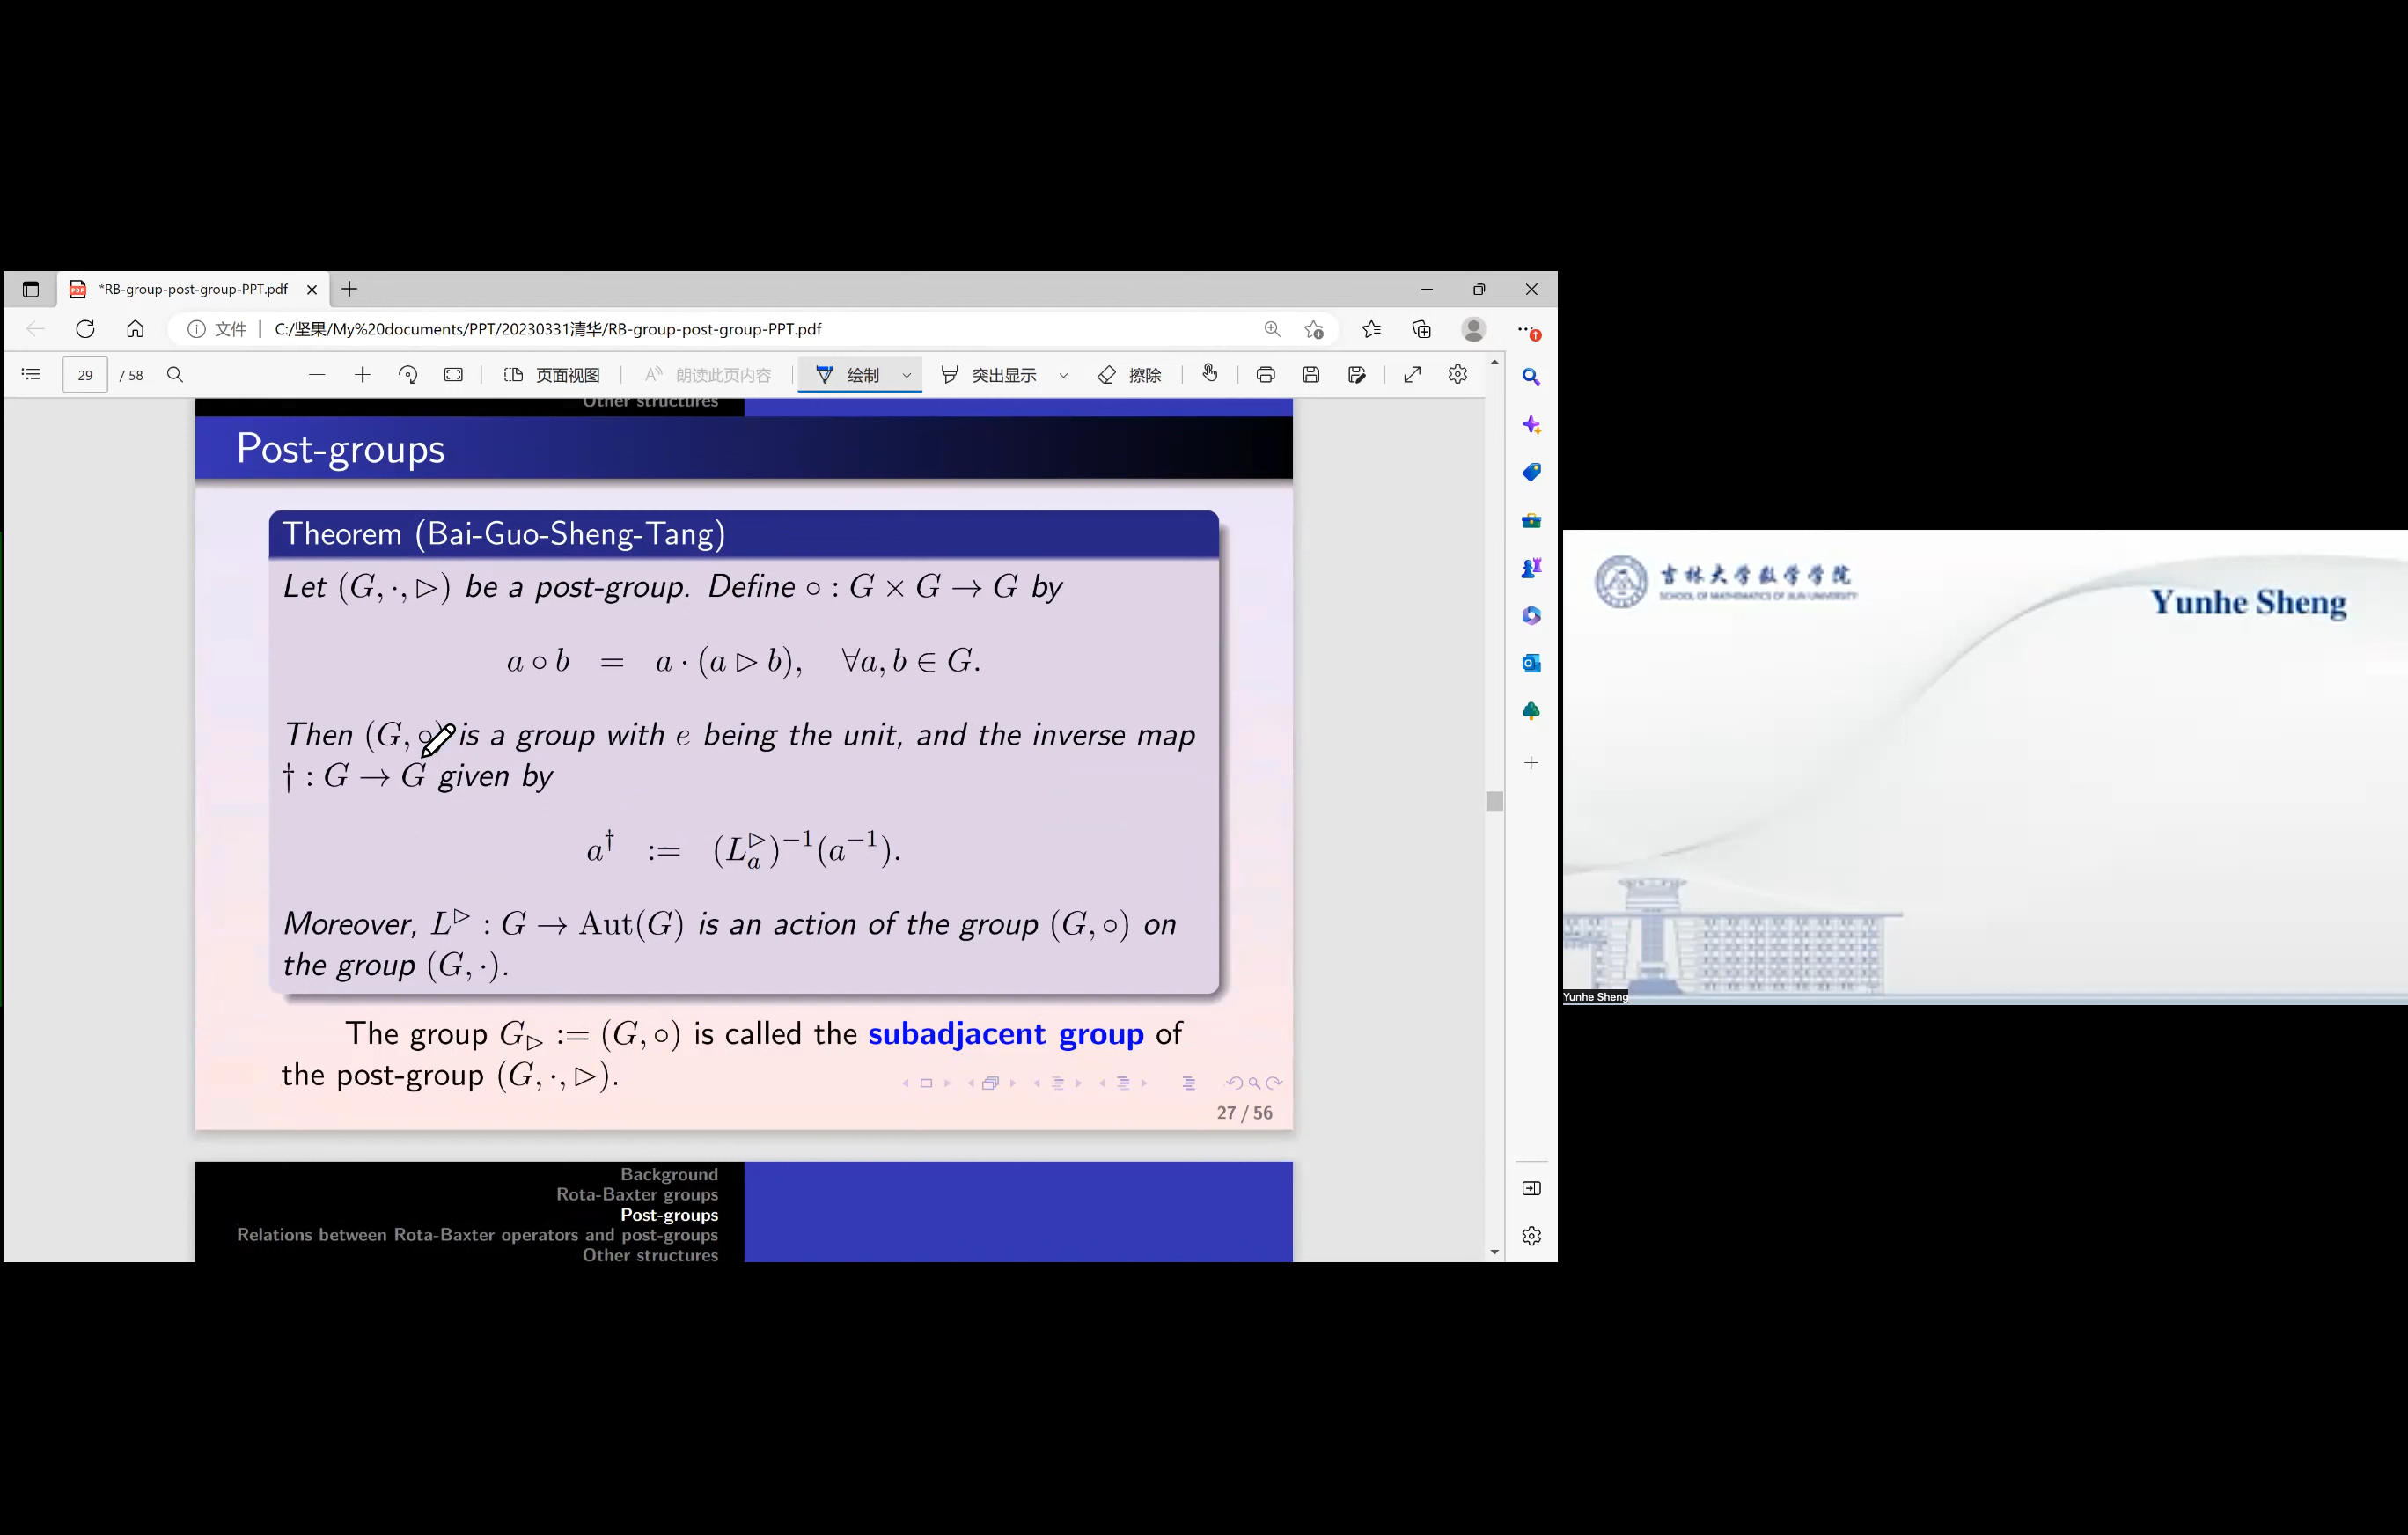 *RB-group-post-group-PPT.pdf
文件 C:/坚果/My%20documents/PPT/20230331清华/RB-group-post-group-PPT.pdf
29 / 58 页面视图 朗读此页内容 绘制 突出显示 擦除
Other structures
Post-groups
Theorem (Bai-Guo-Sheng-Tang)
Let (G, ·, ▷) be a post-group. Define ∘ : G × G → G by
a ∘ b = a · (a ▷ b), ∀a, b ∈ G.
Then (G, ∘) is a group with e being the unit, and the inverse map
† : G → G given by
a† := (L▷a)−1(a−1).
Moreover, L▷ : G → Aut(G) is an action of the group (G, ∘) on
the group (G, ·).
The group G▷ := (G, ∘) is called the subadjacent group of
the post-group (G, ·, ▷).
27 / 56
Background
Rota-Baxter groups
Post-groups
Relations between Rota-Baxter operators and post-groups
Other structures
吉林大学数学学院
SCHOOL OF MATHEMATICS OF JILIN UNIVERSITY
Yunhe Sheng
Yunhe Sheng